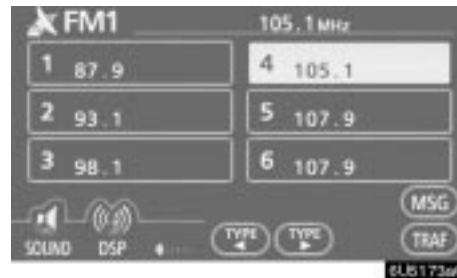 FM1 105.1 MHz
1 87.9
4 105.1
2 93.1
5 107.9
3 98.1
6 107.9
MSG
SOUND DSP TYPE TYPE TRAF